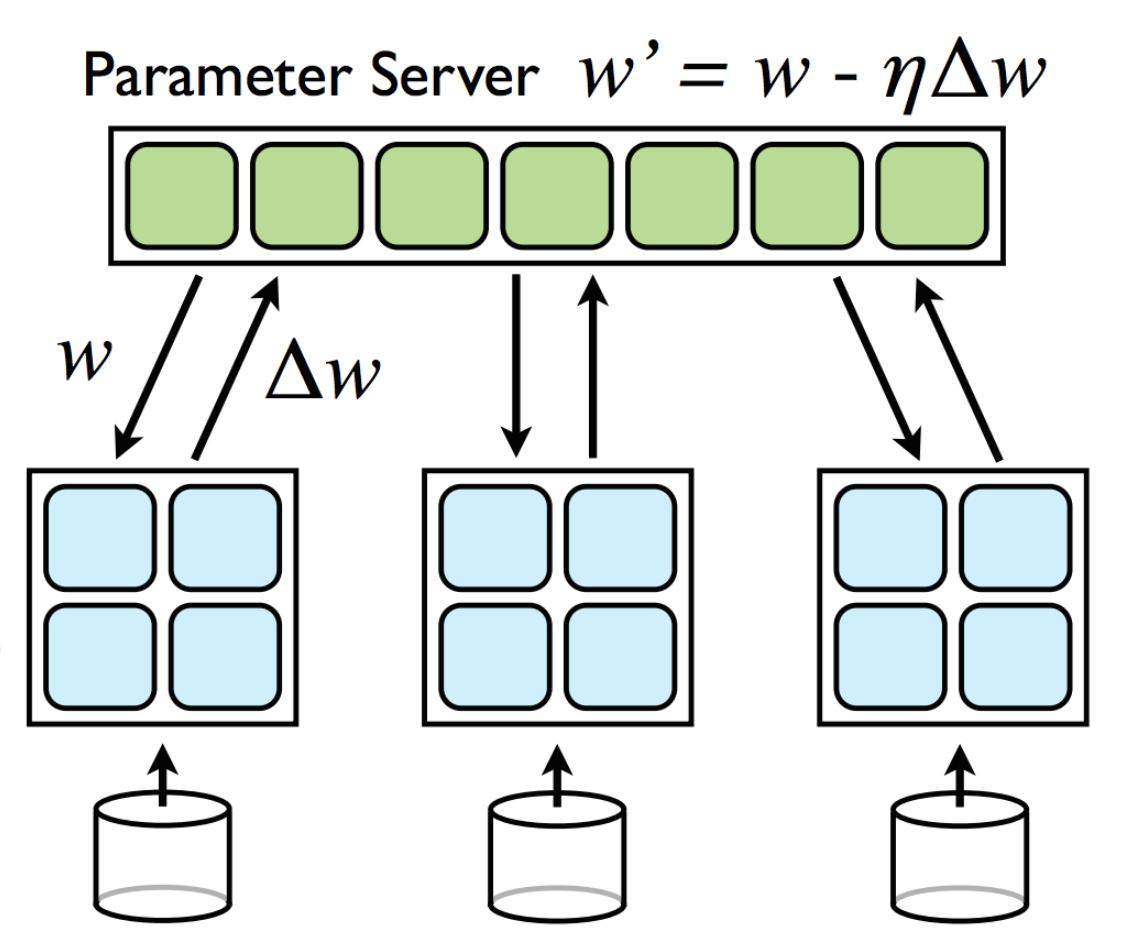 Parameter Server w’ = w - ηΔw
w
Δw